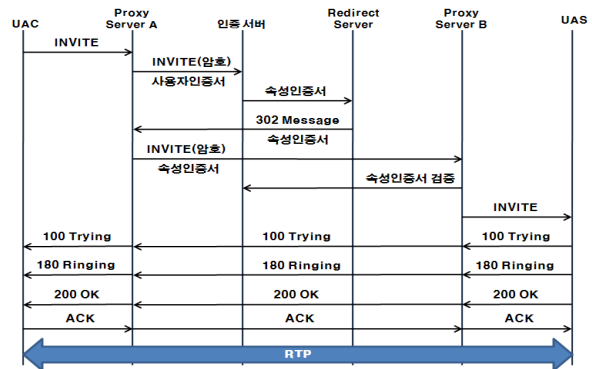 UAC
Proxy
Server A
인증 서버
Redirect
Server
Proxy
Server B
UAS
INVITE
INVITE(암호)
사용자인증서
속성인증서
302 Message
속성인증서
INVITE(암호)
속성인증서
속성인증서 검증
INVITE
100 Trying 100 Trying 100 Trying
180 Ringing 180 Ringing 180 Ringing
200 OK 200 OK 200 OK
ACK ACK ACK
RTP